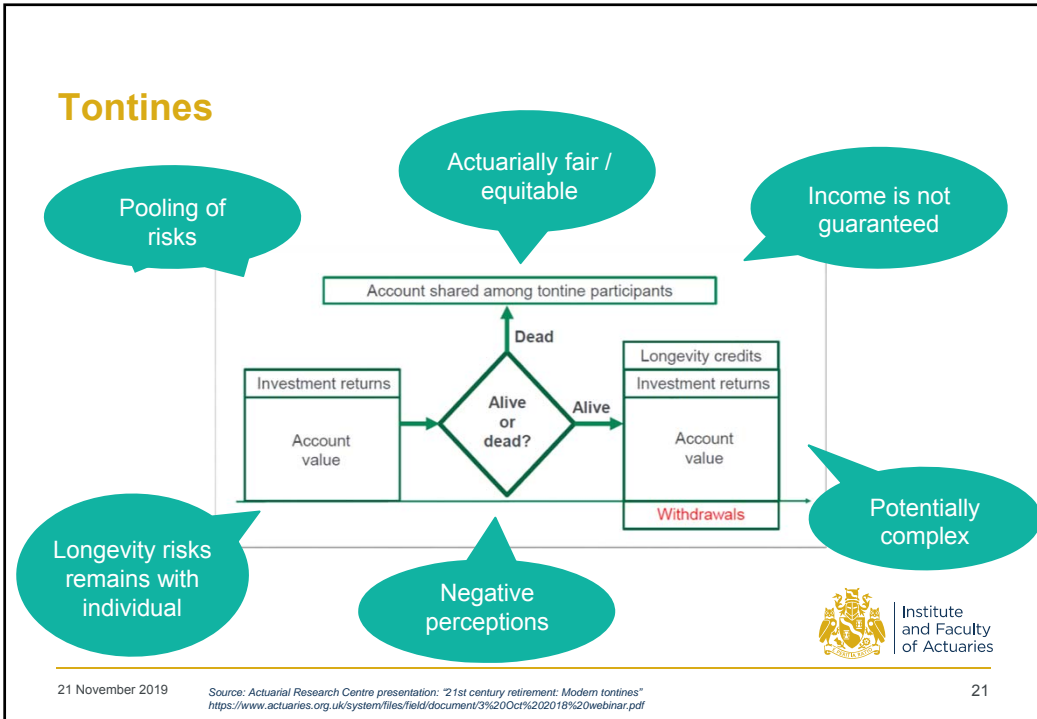 Tontines
Pooling of
risks
Actuarially fair /
equitable
Income is not
guaranteed
Account shared among tontine participants
Dead
Investment returns
Account
value
Alive
or
dead?
Alive
Longevity credits
Investment returns
Account
value
Withdrawals
Longevity risks
remains with
individual
Negative
perceptions
Potentially
complex
Institute
and Faculty
of Actuaries
21 November 2019
Source: Actuarial Research Centre presentation: “21st century retirement: Modern tontines”
https://www.actuaries.org.uk/system/files/field/document/3%20Oct%202018%20webinar.pdf
21